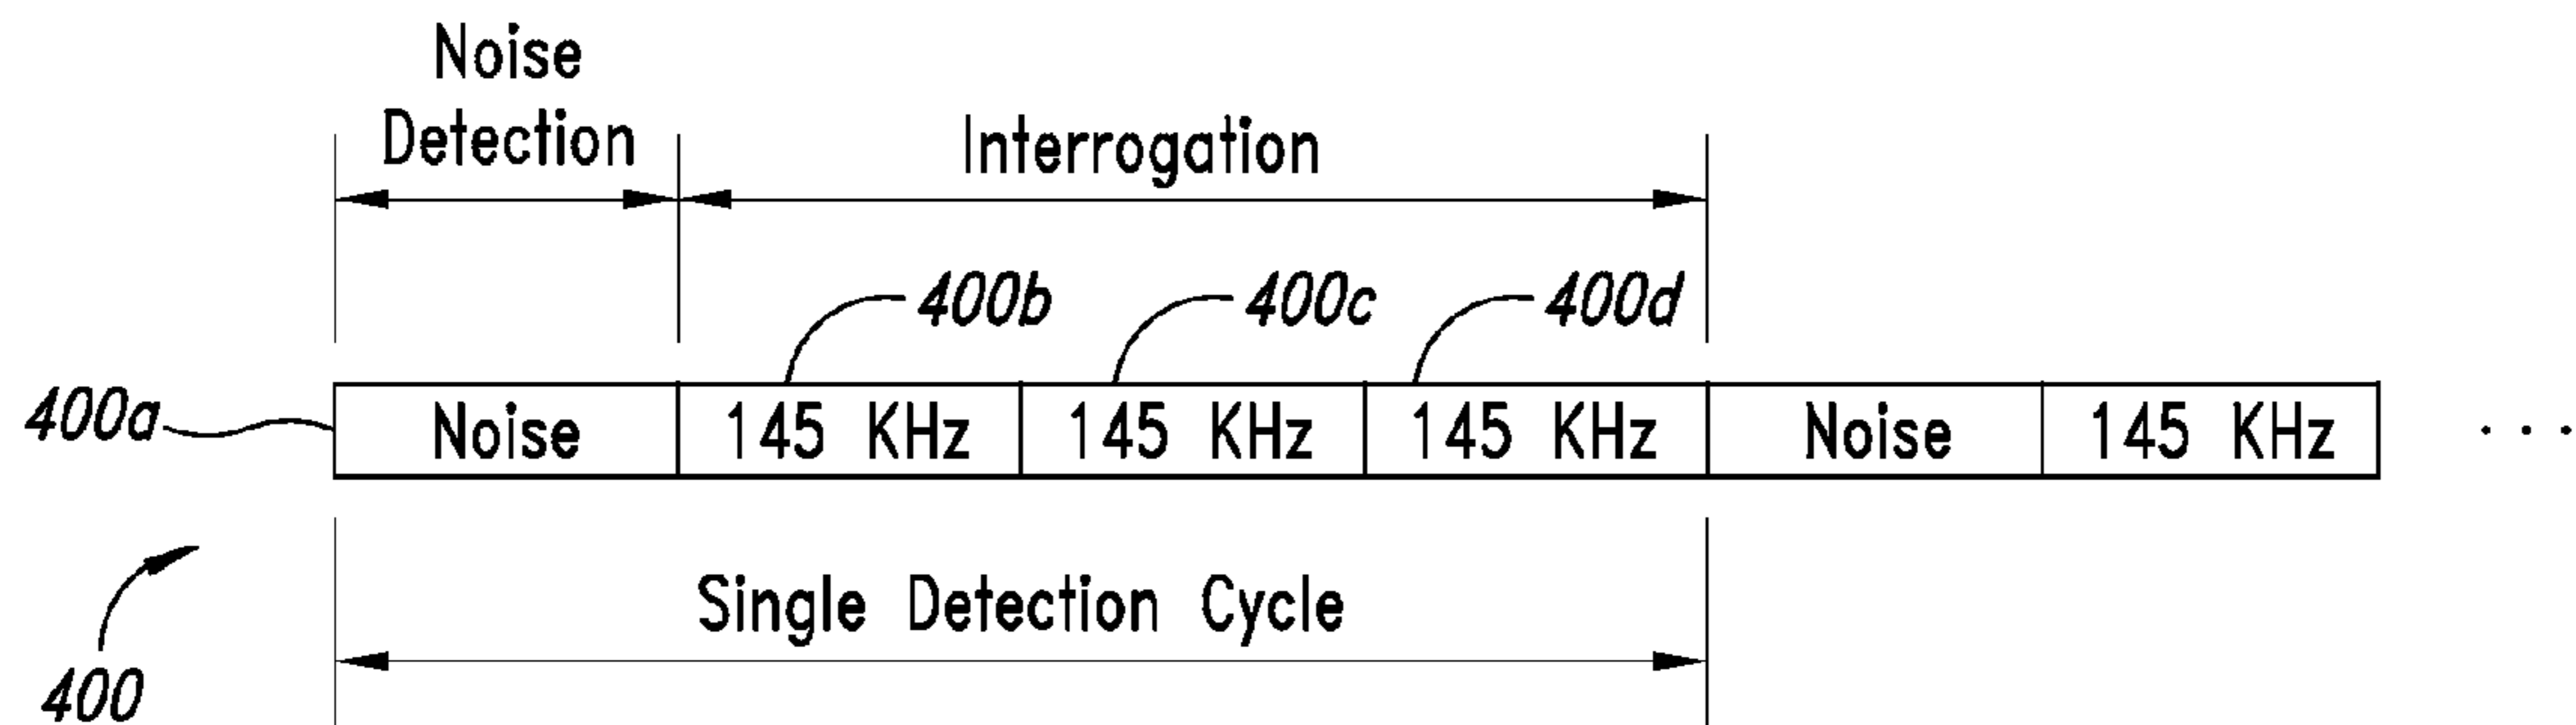 Noise
Detection
Interrogation
400b
400c
400d
400a
Noise
145 KHz
145 KHz
145 KHz
Noise
145 KHz
. . .
Single Detection Cycle
400